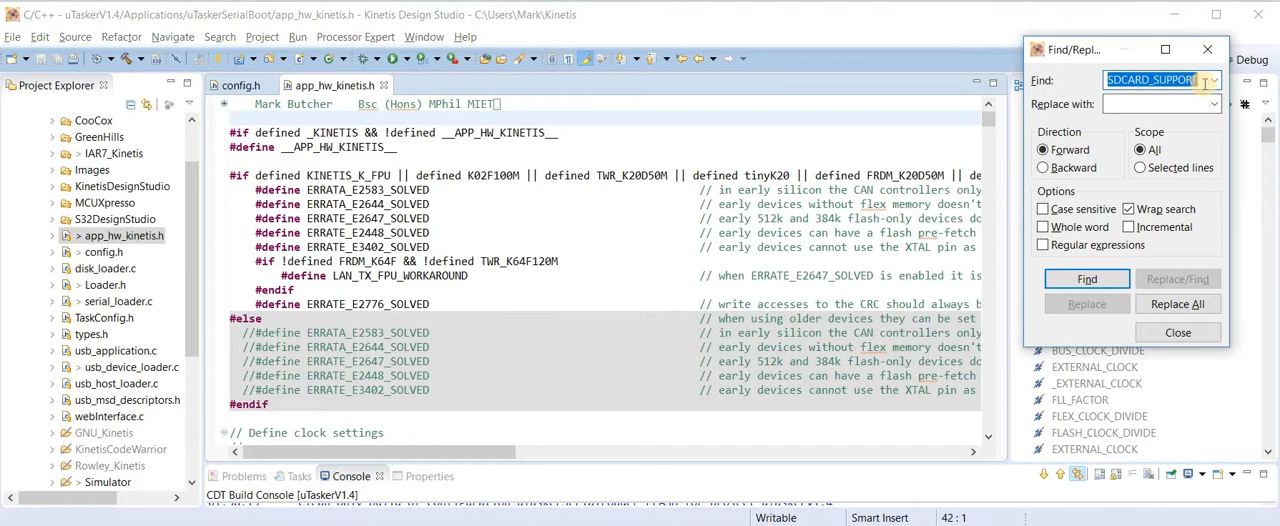 C/C++ - uTaskerV1.4/Applications/uTaskerSerialBoot/app_hw_kinetis.h - Kinetis Design Studio - C:\Users\Mark\Kinetis
File Edit Source Refactor Navigate Search Project Run Processor Expert Window Help
Debug
Project Explorer
CooCox
GreenHills
> IAR7_Kinetis
Images
KinetisDesignStudio
MCUXpresso
S32DesignStudio
> app_hw_kinetis.h
> config.h
disk_loader.c
Loader.h
> serial_loader.c
TaskConfig.h
types.h
usb_application.c
> usb_device_loader.c
usb_host_loader.c
usb_msd_descriptors.h
webInterface.c
GNU_Kinetis
KinetisCodeWarrior
Rowley_Kinetis
> Simulator
config.h
app_hw_kinetis.h
Mark Butcher Bsc (Hons) MPhil MIET
#if defined _KINETIS && !defined __APP_HW_KINETIS__
#define __APP_HW_KINETIS__
#if defined KINETIS_K_FPU || defined K02F100M || defined TWR_K20D50M || defined tinyK20 || defined FRDM_K20D50M || de
#define ERRATA_E2583_SOLVED // in early silicon the CAN controllers only
#define ERRATA_E2644_SOLVED // early devices without flex memory doesn't
#define ERRATA_E2647_SOLVED // early 512k and 384k flash-only devices do
#define ERRATA_E2448_SOLVED // early devices can have a flash pre-fetch
#define ERRATA_E3402_SOLVED // early devices cannot use the XTAL pin as
#if !defined FRDM_K64F && !defined TWR_K64F120M
#define LAN_TX_FPU_WORKAROUND // when ERRATE_E2647_SOLVED is enabled it is
#endif
#define ERRATE_E2776_SOLVED // write accesses to the CRC should always b
#else // when using older devices they can be set
//#define ERRATA_E2583_SOLVED // in early silicon the CAN controllers only
//#define ERRATA_E2644_SOLVED // early devices without flex memory doesn't
//#define ERRATA_E2647_SOLVED // early 512k and 384k flash-only devices do
//#define ERRATA_E2448_SOLVED // early devices can have a flash pre-fetch
//#define ERRATA_E3402_SOLVED // early devices cannot use the XTAL pin as
#endif
// Define clock settings
Find/Repl...
Find: SDCARD_SUPPORT
Replace with:
Direction
Forward
Backward
Scope
All
Selected lines
Options
Case sensitive Wrap search
Whole word Incremental
Regular expressions
Find Replace/Find
Replace Replace All
Close
BUS_CLOCK_DIVIDE
EXTERNAL_CLOCK
_EXTERNAL_CLOCK
FLL_FACTOR
FLEX_CLOCK_DIVIDE
FLASH_CLOCK_DIVIDE
EXTERNAL_CLOCK
Problems Tasks Console Properties
CDT Build Console [uTaskerV1.4]
Writable Smart Insert 42 : 1